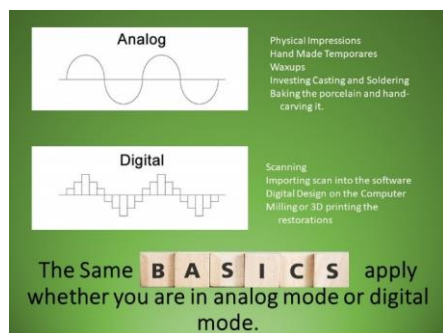 Analog
Physical Impressions
Hand Made Temporares
Waxups
Investing Casting and Soldering
Baking the porcelain and hand-
carving it.
Digital
Scanning
Importing scan into the software
Digital Design on the Computer
Milling or 3D printing the
restorations
The Same BASICS apply
whether you are in analog mode or digital
mode.